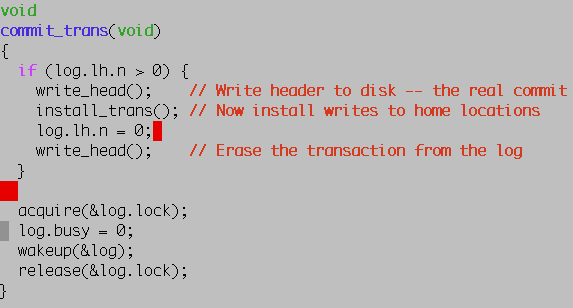 void
commit_trans(void)
{
if (log.lh.n > 0) {
write_head(); // Write header to disk -- the real commit
install_trans(); // Now install writes to home locations
log.lh.n = 0;
write_head(); // Erase the transaction from the log
}
acquire(&log.lock);
log.busy = 0;
wakeup(&log);
release(&log.lock);
}